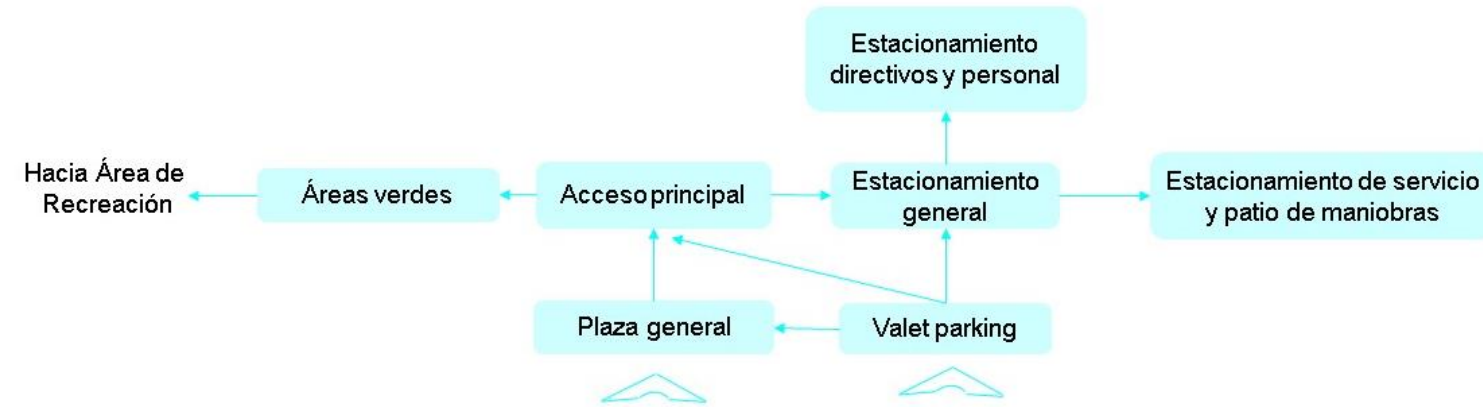 Estacionamiento
directivos y personal
Hacia Área de
Recreación
Áreas verdes
Acceso principal
Estacionamiento
general
Estacionamiento de servicio
y patio de maniobras
Plaza general
Valet parking